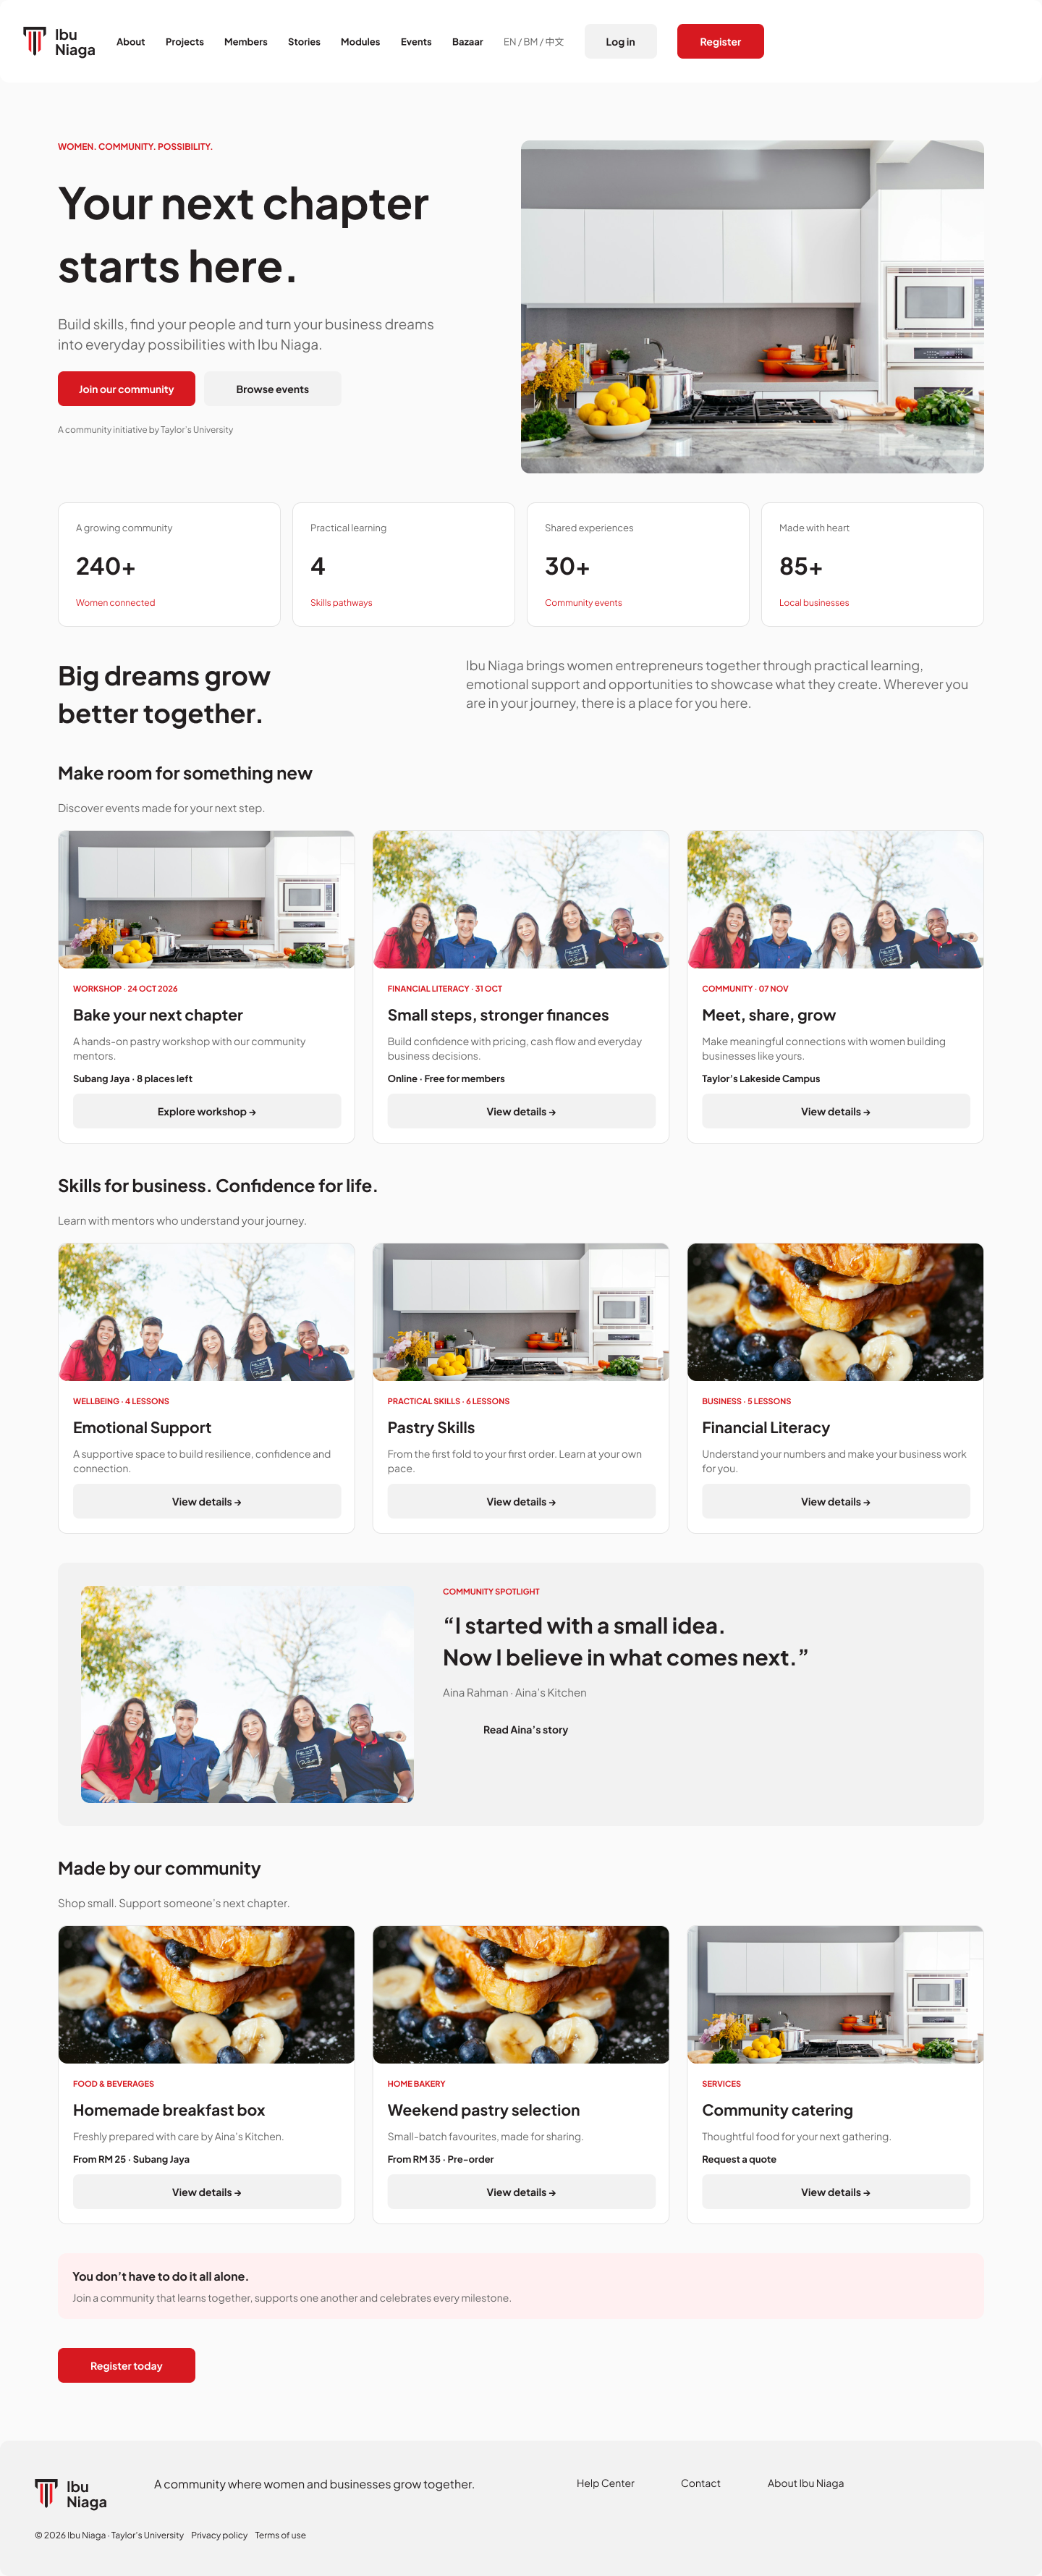 Ibu
Niaga
About
Projects
Members
Stories
Modules
Events
Bazaar
EN / BM / 中文
Log in
Register
WOMEN. COMMUNITY. POSSIBILITY.
Your next chapter
starts here.
Build skills, find your people and turn your business dreams
into everyday possibilities with Ibu Niaga.
Join our community
Browse events
A community initiative by Taylor's University
A growing community
240+
Women connected
Practical learning
4
Skills pathways
Shared experiences
30+
Community events
Made with heart
85+
Local businesses
Big dreams grow
better together.
Ibu Niaga brings women entrepreneurs together through practical learning,
emotional support and opportunities to showcase what they create. Wherever you
are in your journey, there is a place for you here.
Make room for something new
Discover events made for your next step.
WORKSHOP · 24 OCT 2026
Bake your next chapter
A hands-on pastry workshop with our community
mentors.
Subang Jaya · 8 places left
Explore workshop →
FINANCIAL LITERACY · 31 OCT
Small steps, stronger finances
Build confidence with pricing, cash flow and everyday
business decisions.
Online · Free for members
View details →
COMMUNITY · 07 NOV
Meet, share, grow
Make meaningful connections with women building
businesses like yours.
Taylor's Lakeside Campus
View details →
Skills for business. Confidence for life.
Learn with mentors who understand your journey.
WELLBEING · 4 LESSONS
Emotional Support
A supportive space to build resilience, confidence and
connection.
View details →
PRACTICAL SKILLS · 6 LESSONS
Pastry Skills
From the first fold to your first order. Learn at your own
pace.
View details →
BUSINESS · 5 LESSONS
Financial Literacy
Understand your numbers and make your business work
for you.
View details →
COMMUNITY SPOTLIGHT
“I started with a small idea.
Now I believe in what comes next.”
Aina Rahman · Aina's Kitchen
Read Aina's story
Made by our community
Shop small. Support someone's next chapter.
FOOD & BEVERAGES
Homemade breakfast box
Freshly prepared with care by Aina's Kitchen.
From RM 25 · Subang Jaya
View details →
HOME BAKERY
Weekend pastry selection
Small-batch favourites, made for sharing.
From RM 35 · Pre-order
View details →
SERVICES
Community catering
Thoughtful food for your next gathering.
Request a quote
View details →
You don't have to do it all alone.
Join a community that learns together, supports one another and celebrates every milestone.
Register today
Ibu
Niaga
A community where women and businesses grow together.
Help Center
Contact
About Ibu Niaga
© 2026 Ibu Niaga · Taylor's University
Privacy policy
Terms of use